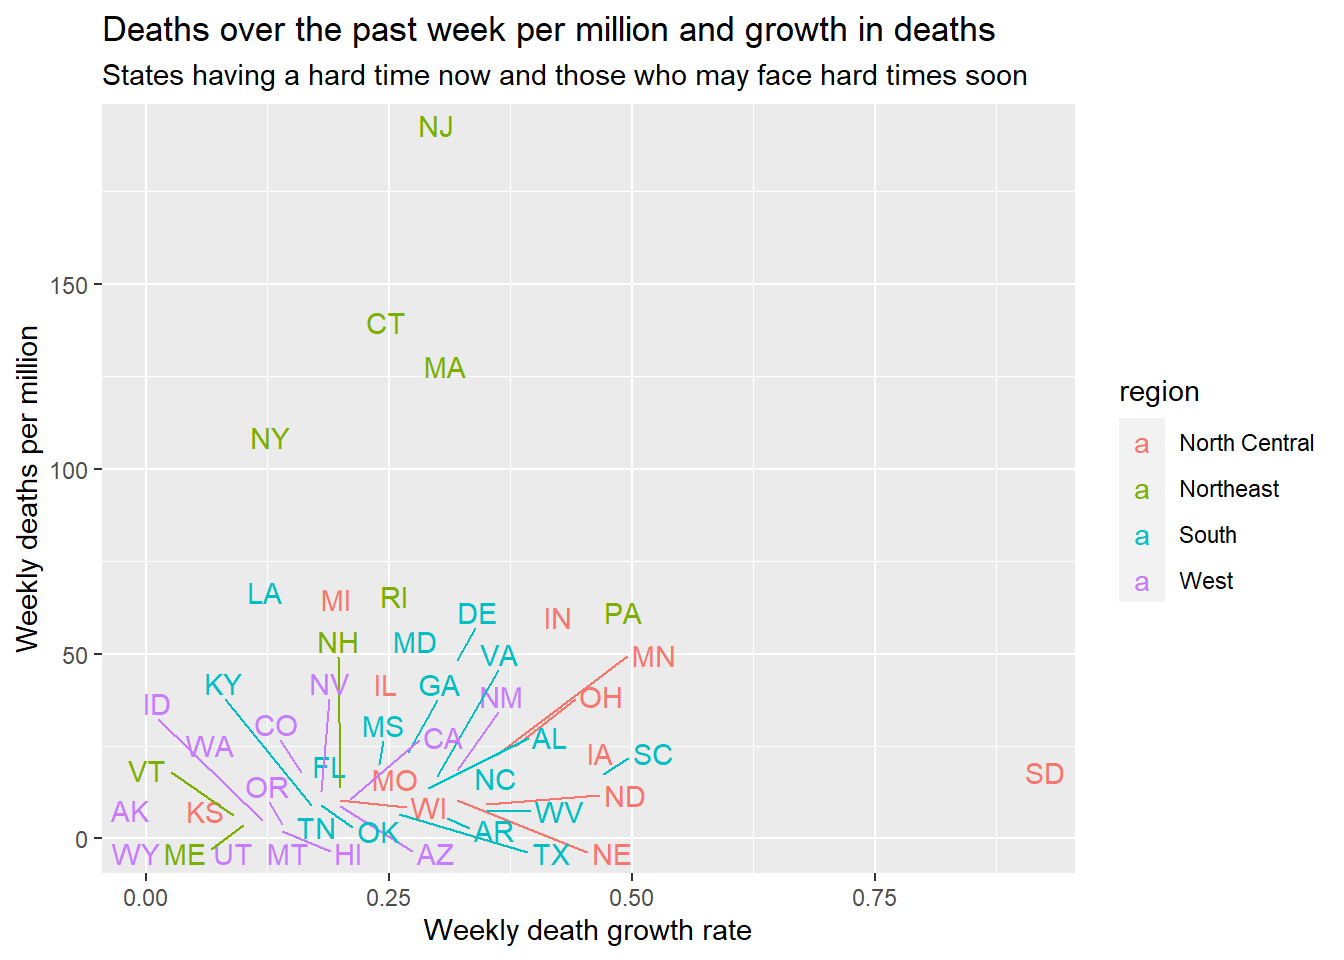 Deaths over the past week per million and growth in deaths
States having a hard time now and those who may face hard times soon
Weekly deaths per million
150
100
50
0
NJ
CT
MA
NY
LA
MI
RI
DE
IN
PA
NH
MD
VA
MN
KY
NV
IL
GA
NM
OH
ID
CO
MS
CA
AL
WA
IA
SC
VT
FL
MO
NC
SD
OR
ND
AK
KS
WI
WV
TN
OK
AR
WY
ME
UT
MT
HI
AZ
TX
NE
0.00
0.25
0.50
0.75
Weekly death growth rate
region
a North Central
a Northeast
a South
a West